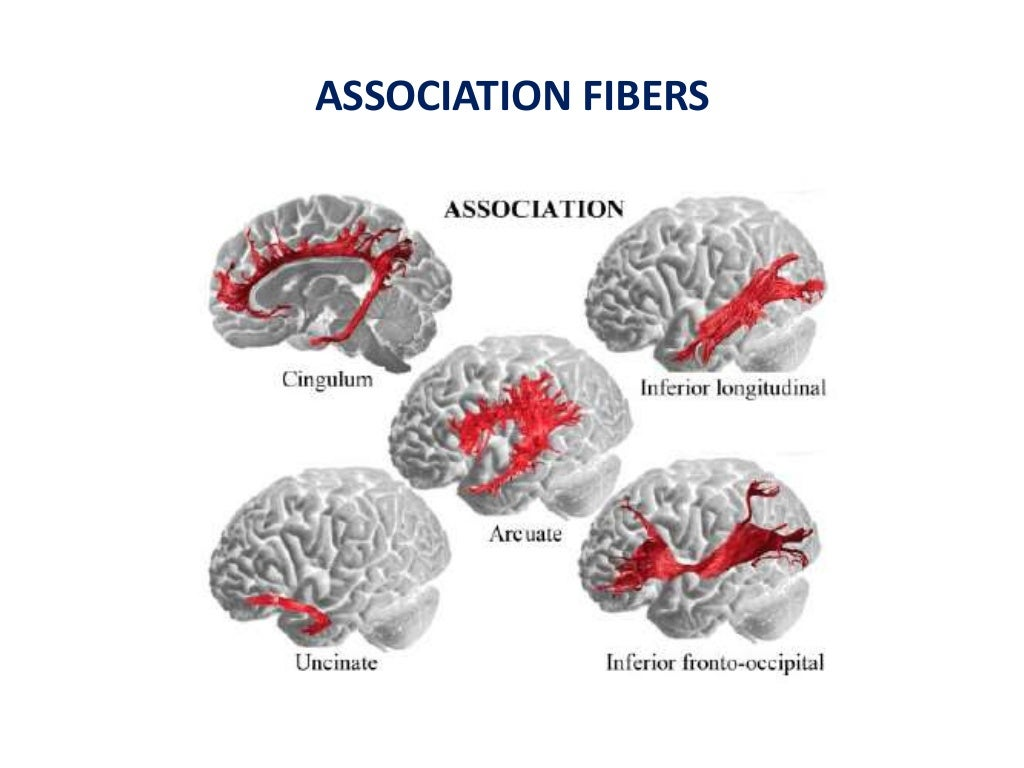 ASSOCIATION FIBERS
ASSOCIATION
Cingulum
Inferior longitudinal
Arcuate
Uncinate
Inferior fronto-occipital